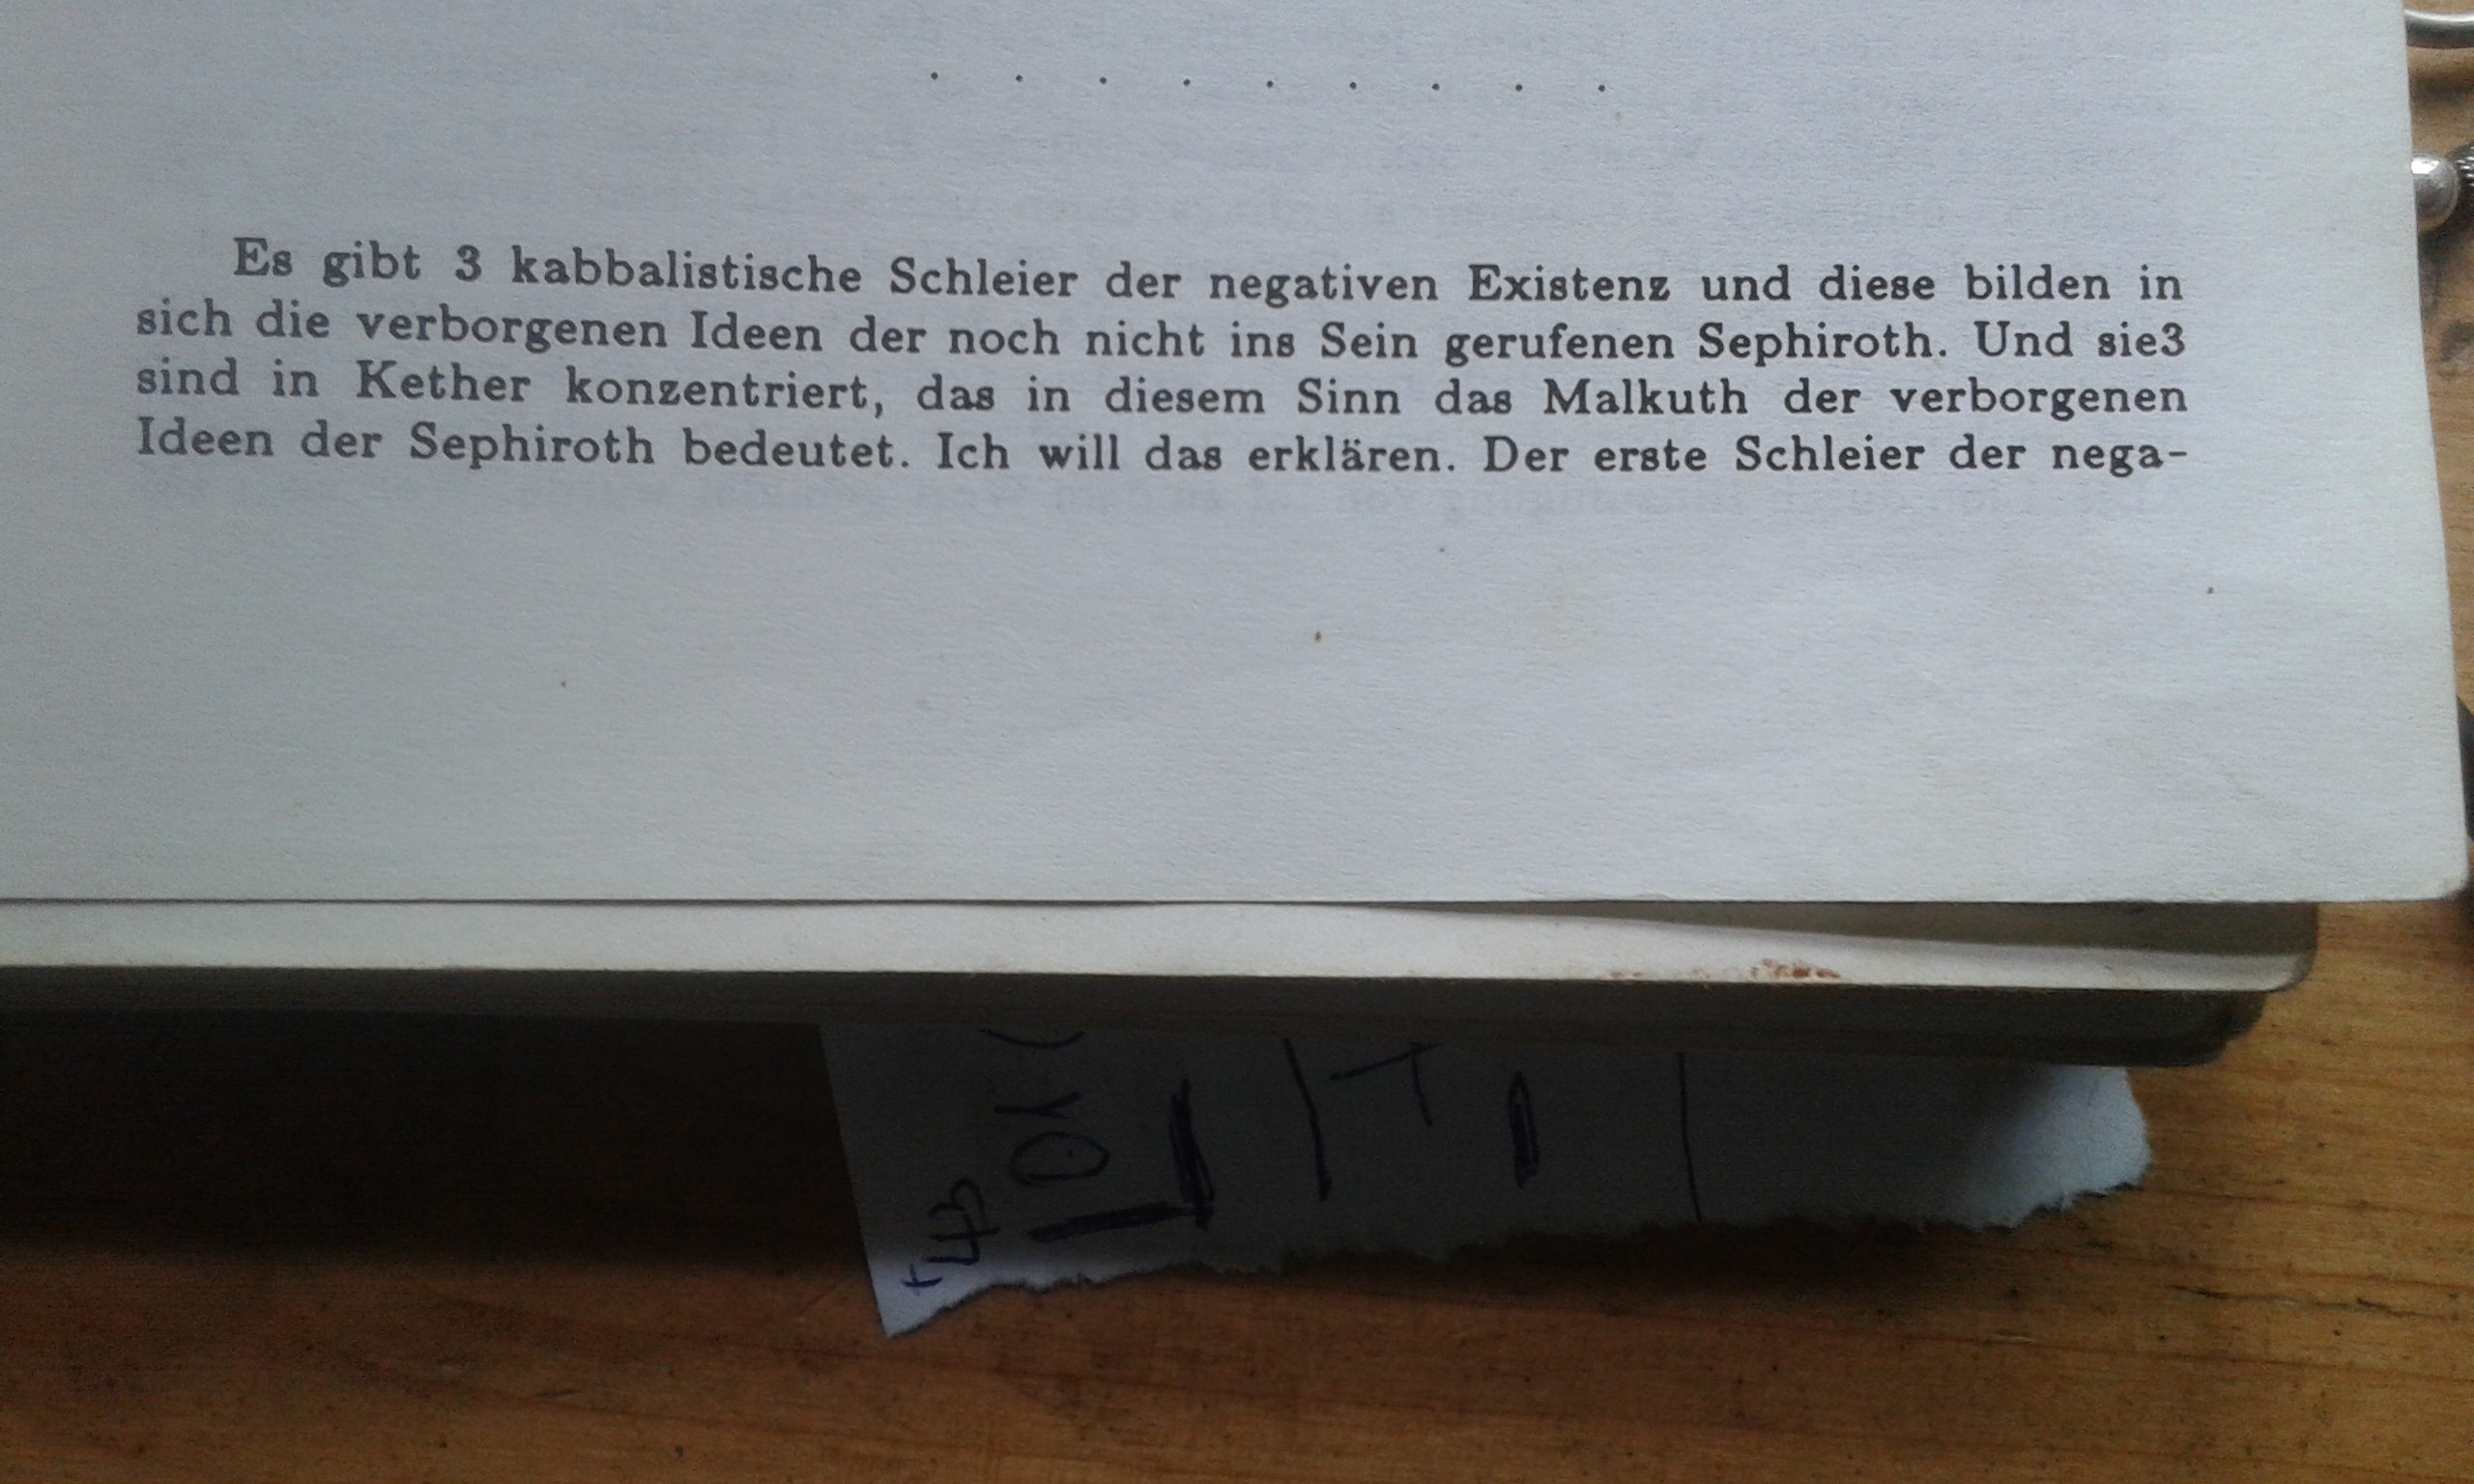 . . . . . . . . .
Es gibt 3 kabbalistische Schleier der negativen Existenz und diese bilden in
sich die verborgenen Ideen der noch nicht ins Sein gerufenen Sephiroth. Und sie3
sind in Kether konzentriert, das in diesem Sinn das Malkuth der verborgenen
Ideen der Sephiroth bedeutet. Ich will das erklären. Der erste Schleier der nega-